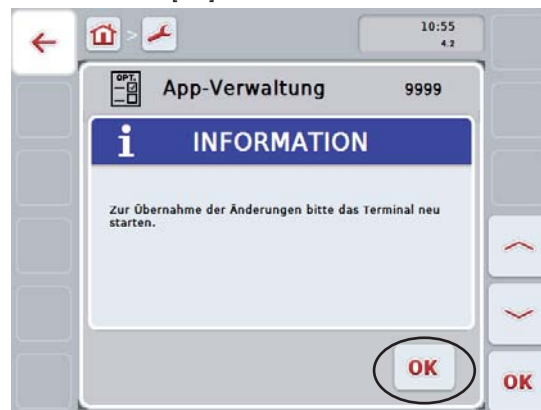 10:55
4.2
OPT.
App-Verwaltung 9999
i INFORMATION
Zur Übernahme der Änderungen bitte das Terminal neu
starten.
OK
OK